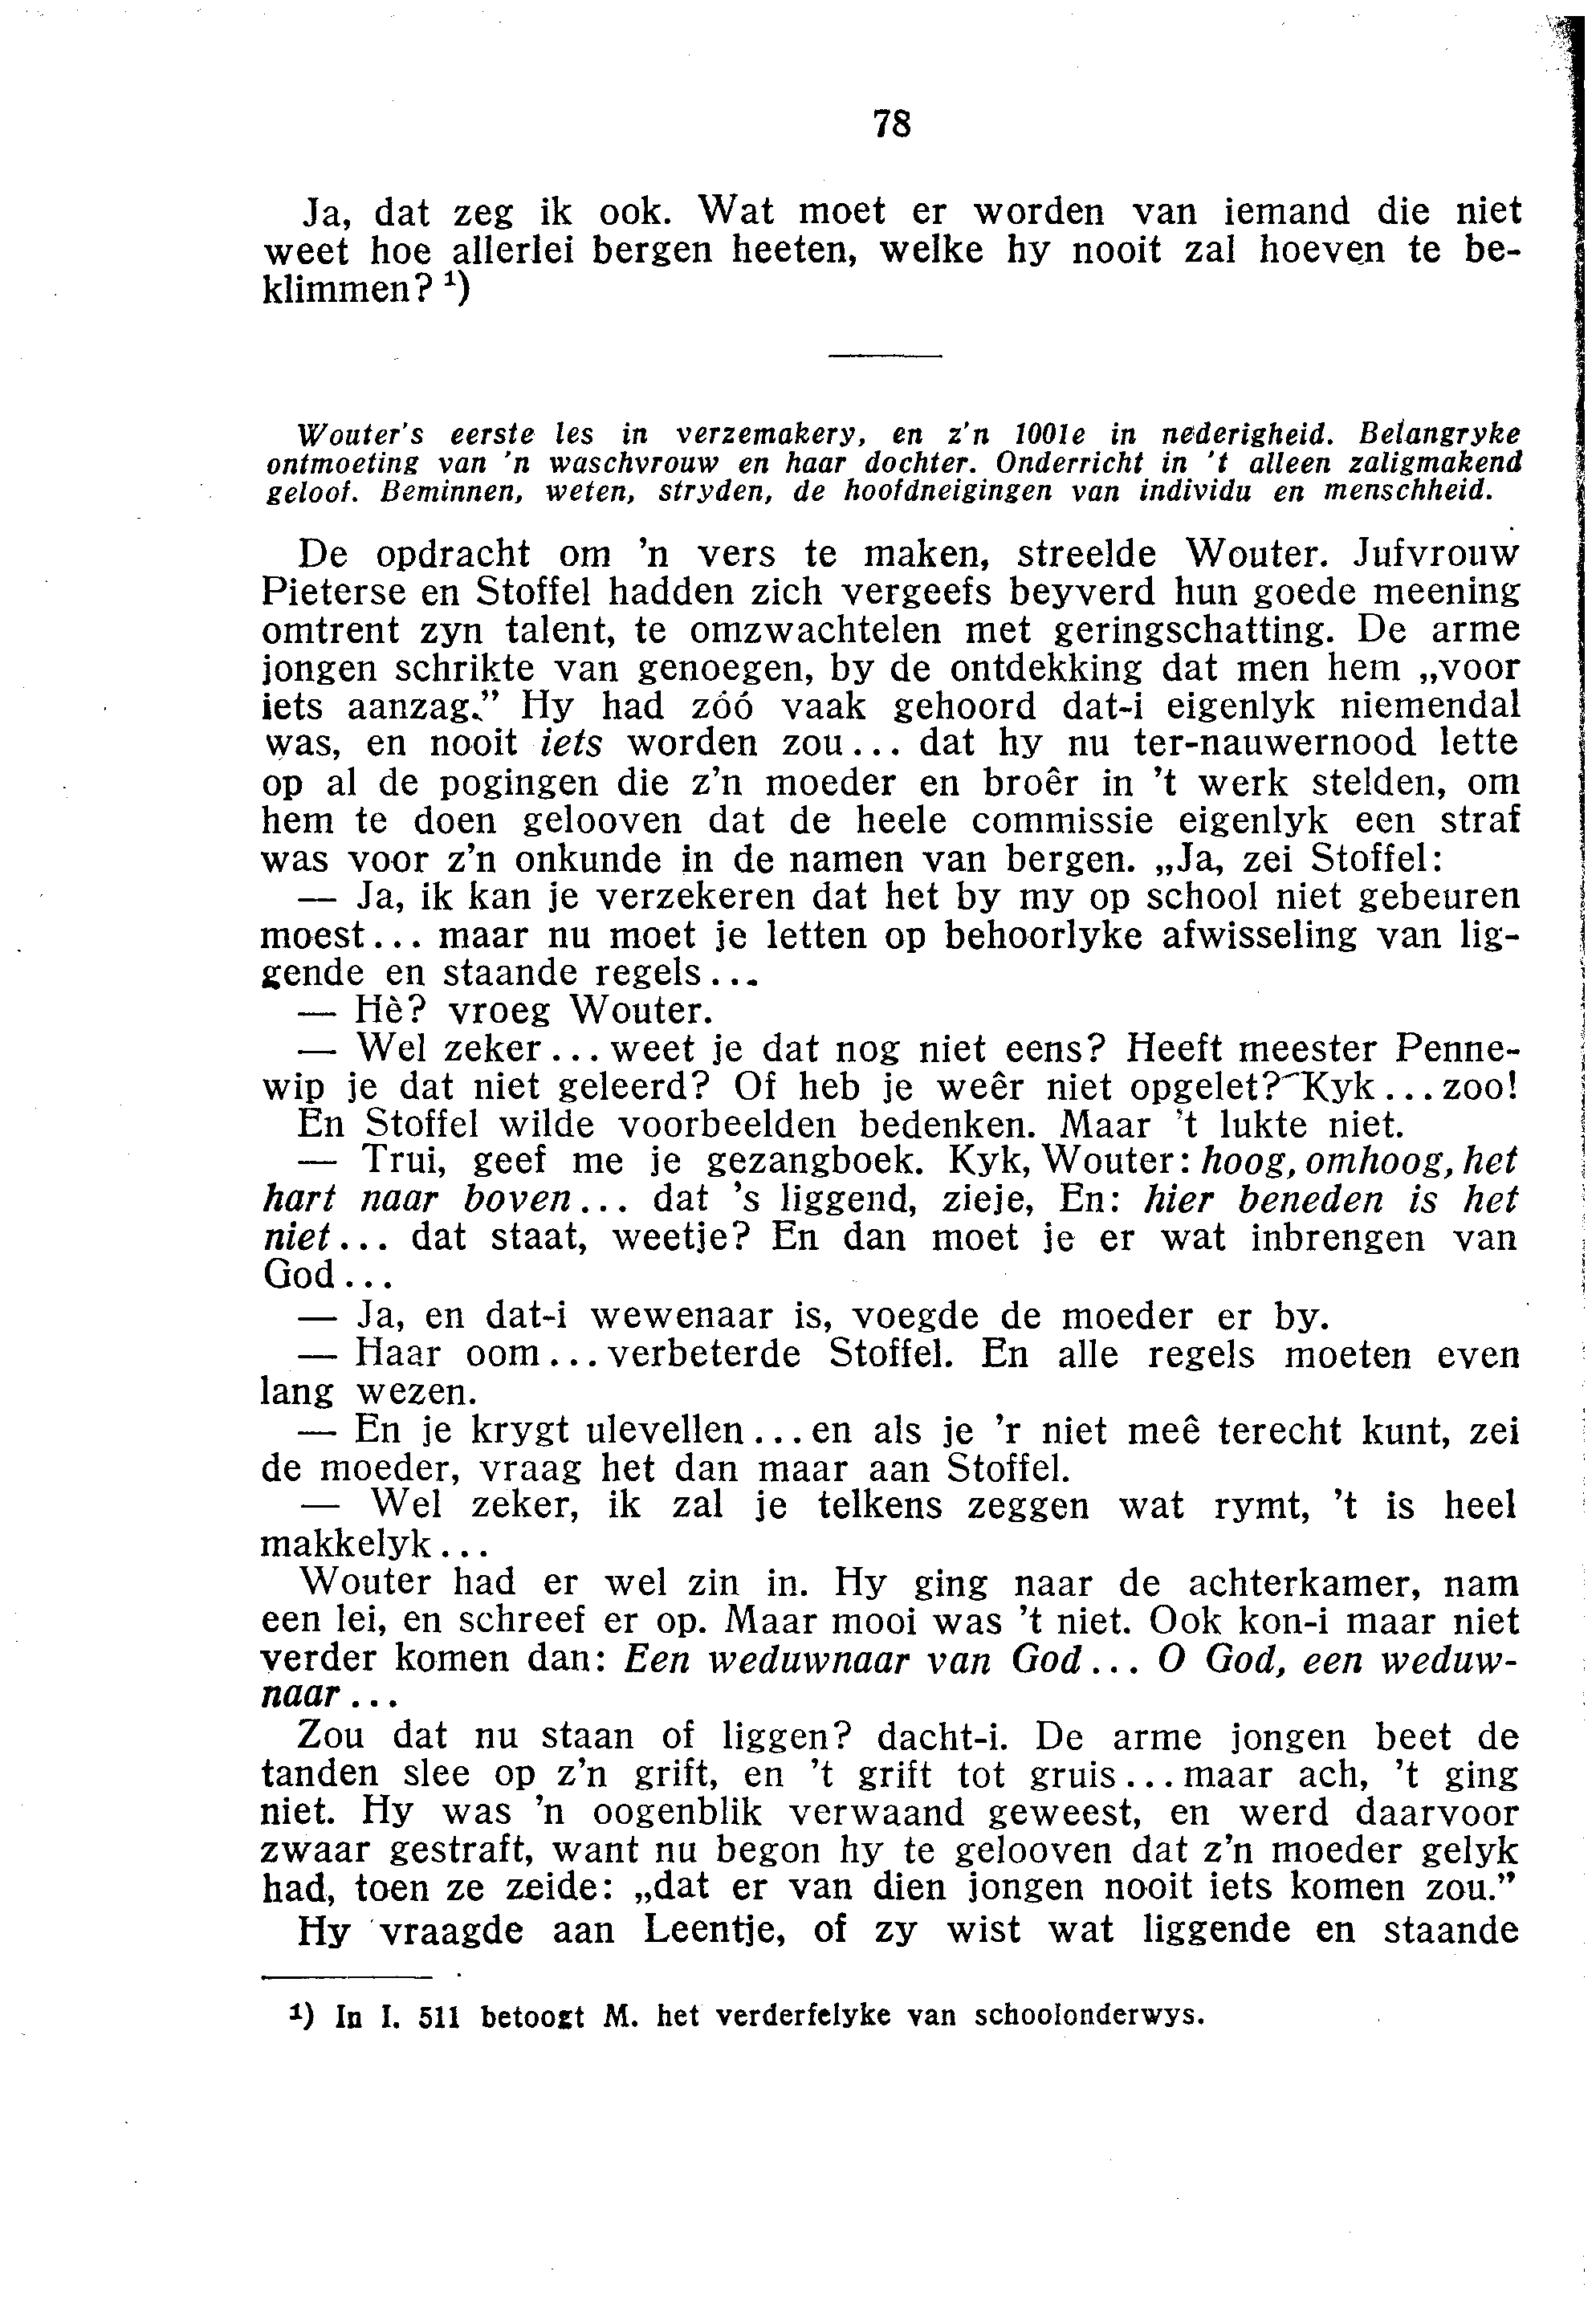 78
Ja, dat zeg ik ook. Wat moet er worden van iemand die niet
weet hoe allerlei bergen heeten, welke hy nooit zal hoeven te be-
klimmen? ¹)
Wouter's eerste les in verzemakery, en z'n 1001e in nederigheid. Belangryke
ontmoeting van 'n waschvrouw en haar dochter. Onderricht in 't alleen zaligmakend
geloof. Beminnen, weten, stryden, de hoofdneigingen van individu en menschheid.
De opdracht om 'n vers te maken, streelde Wouter. Jufvrouw
Pieterse en Stoffel hadden zich vergeefs beyverd hun goede meening
omtrent zyn talent, te omzwachtelen met geringschatting. De arme
jongen schrikte van genoegen, by de ontdekking dat men hem „voor
iets aanzag.” Hy had zóó vaak gehoord dat-i eigenlyk niemendal
was, en nooit iets worden zou... dat hy nu ter-nauwernood lette
op al de pogingen die z'n moeder en broêr in 't werk stelden, om
hem te doen gelooven dat de heele commissie eigenlyk een straf
was voor z'n onkunde in de namen van bergen. „Ja, zei Stoffel:
— Ja, ik kan je verzekeren dat het by my op school niet gebeuren
moest... maar nu moet je letten op behoorlyke afwisseling van lig-
gende en staande regels...
— Hè? vroeg Wouter.
— Wel zeker... weet je dat nog niet eens? Heeft meester Penne-
wip je dat niet geleerd? Of heb je weêr niet opgelet? Kyk... zoo!
En Stoffel wilde voorbeelden bedenken. Maar 't lukte niet.
— Trui, geef me je gezangboek. Kyk, Wouter: hoog, omhoog, het
hart naar boven... dat 's liggend, zieje, En: hier beneden is het
niet... dat staat, weetje? En dan moet je er wat inbrengen van
God...
— Ja, en dat-i wewenaar is, voegde de moeder er by.
— Haar oom... verbeterde Stoffel. En alle regels moeten even
lang wezen.
— En je krygt ulevellen... en als je 'r niet meê terecht kunt, zei
de moeder, vraag het dan maar aan Stoffel.
— Wel zeker, ik zal je telkens zeggen wat rymt, 't is heel
makkelyk...
Wouter had er wel zin in. Hy ging naar de achterkamer, nam
een lei, en schreef er op. Maar mooi was 't niet. Ook kon-i maar niet
verder komen dan: Een weduwnaar van God... O God, een weduw-
naar...
Zou dat nu staan of liggen? dacht-i. De arme jongen beet de
tanden slee op z'n grift, en 't grift tot gruis... maar ach, 't ging
niet. Hy was 'n oogenblik verwaand geweest, en werd daarvoor
zwaar gestraft, want nu begon hy te gelooven dat z'n moeder gelyk
had, toen ze zeide: „dat er van dien jongen nooit iets komen zou.”
Hy vraagde aan Leentje, of zy wist wat liggende en staande
¹) In I. 511 betoogt M. het verderfelyke van schoolonderwys.